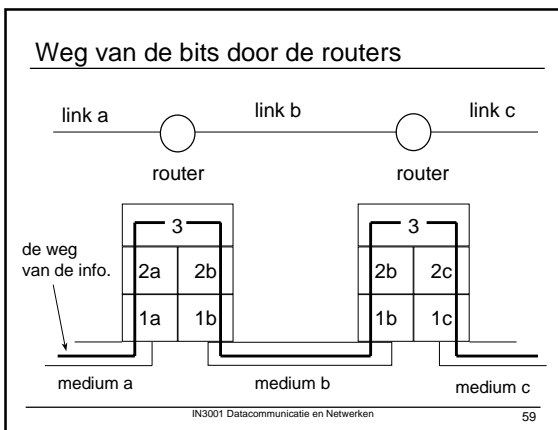 Weg van de bits door de routers
link a
link b
link c
router
router
3
3
de weg
van de info.
2a 2b
2b 2c
1a 1b
1b 1c
medium a
medium b
medium c
IN3001 Datacommunicatie en Netwerken
59